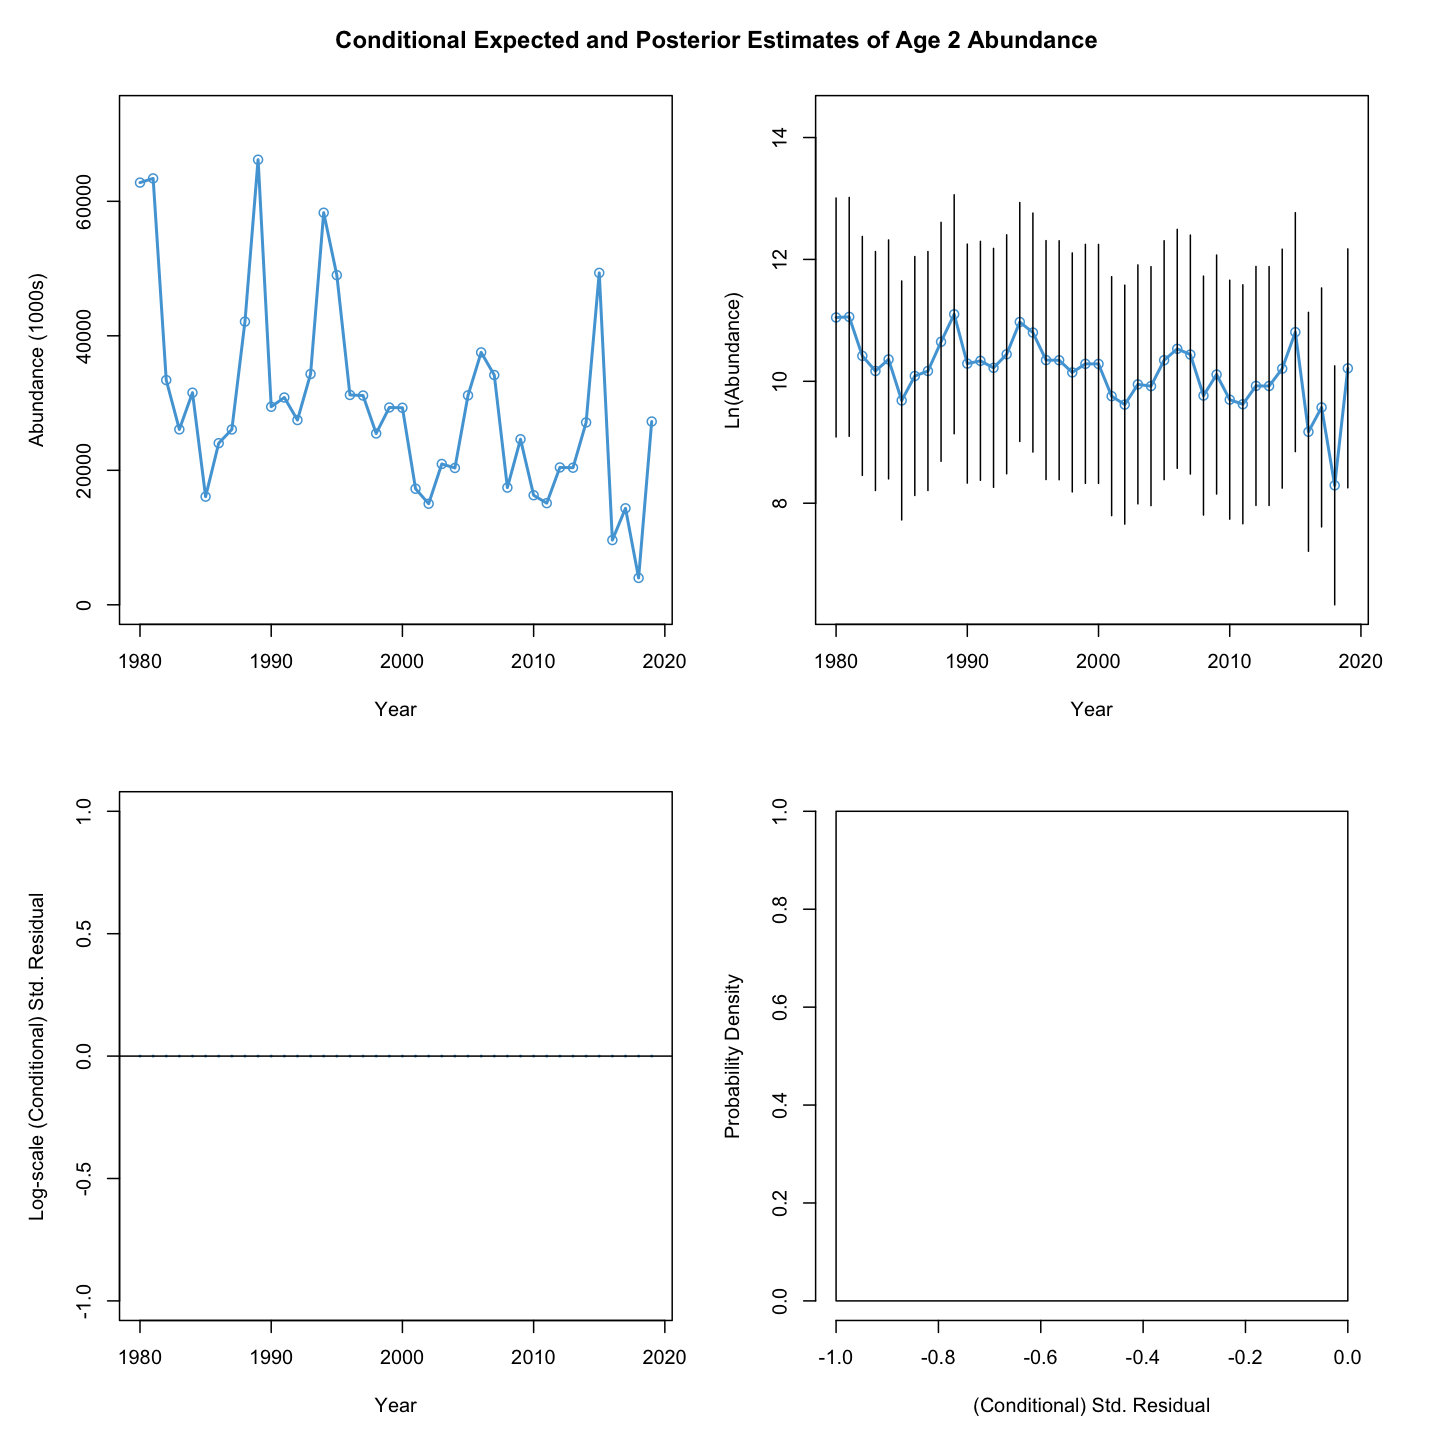 Conditional Expected and Posterior Estimates of Age 2 Abundance
Abundance (1000s)
60000
40000
20000
0
1980 1990 2000 2010 2020
Year
Ln(Abundance)
14
12
10
8
1980 1990 2000 2010 2020
Year
Log-scale (Conditional) Std. Residual
1.0
0.5
0.0
-0.5
-1.0
1980 1990 2000 2010 2020
Year
Probability Density
1.0
0.8
0.6
0.4
0.2
0.0
-1.0 -0.8 -0.6 -0.4 -0.2 0.0
(Conditional) Std. Residual